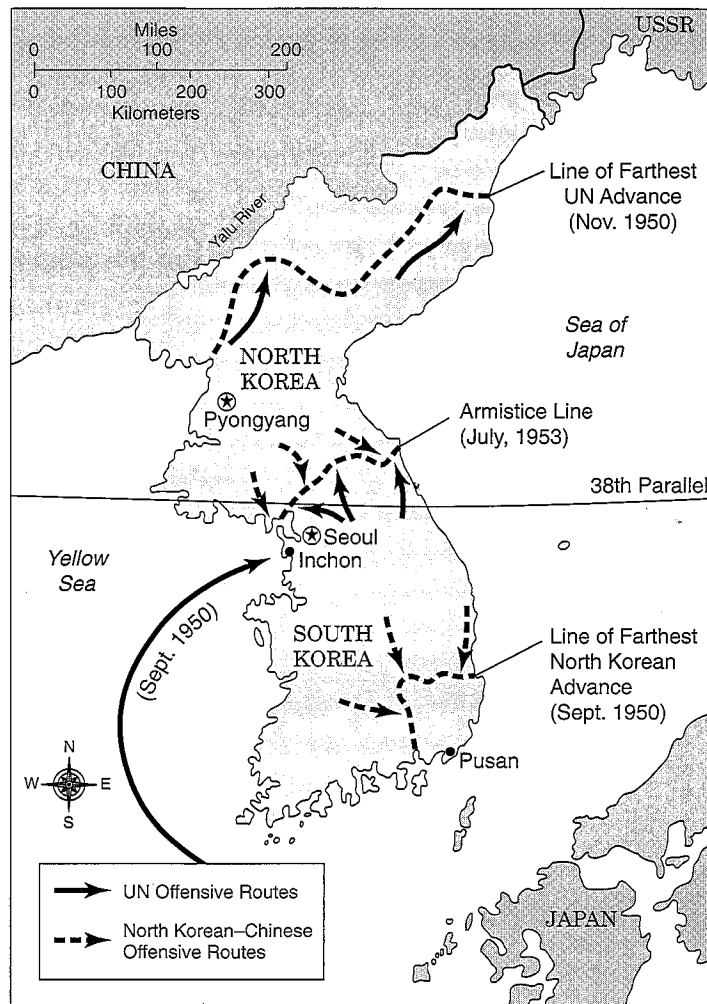 USSR
Miles
0 100 200
0 100 200 300
Kilometers
CHINA
Yalu River
Line of Farthest
UN Advance
(Nov. 1950)
Sea of
Japan
NORTH
KOREA
Pyongyang
Armistice Line
(July, 1953)
38th Parallel
Seoul
Inchon
Yellow
Sea
(Sept. 1950)
SOUTH
KOREA
Line of Farthest
North Korean
Advance
(Sept. 1950)
Pusan
N
W E
S
UN Offensive Routes
North Korean–Chinese
Offensive Routes
JAPAN